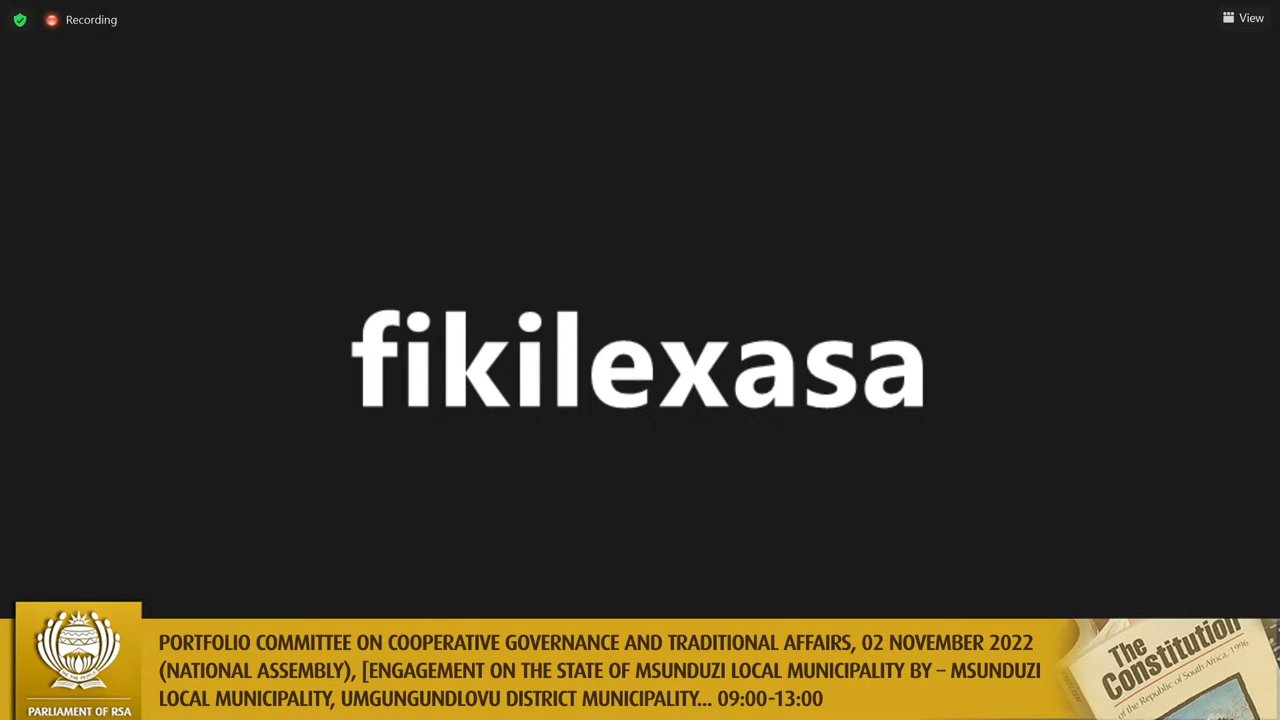 Recording
View
fikilexasa
PORTFOLIO COMMITTEE ON COOPERATIVE GOVERNANCE AND TRADITIONAL AFFAIRS, 02 NOVEMBER 2022
(NATIONAL ASSEMBLY), [ENGAGEMENT ON THE STATE OF MSUNDUZI LOCAL MUNICIPALITY BY – MSUNDUZI
LOCAL MUNICIPALITY, UMGUNGUNDLOVU DISTRICT MUNICIPALITY... 09:00-13:00
PARLIAMENT OF RSA
The
Constitution
of the Republic of South Africa, 1996